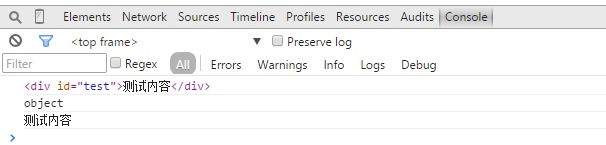 Elements Network Sources Timeline Profiles Resources Audits Console
<top frame> Preserve log
Filter Regex All Errors Warnings Info Logs Debug
<div id="test">测试内容</div>
object
测试内容